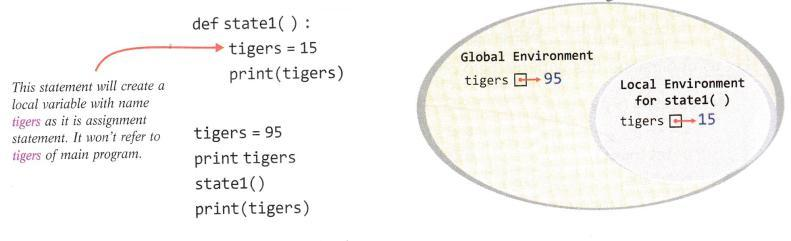 def state1( ) :
tigers = 15
print(tigers)
This statement will create a
local variable with name
tigers as it is assignment
statement. It won't refer to
tigers of main program.
tigers = 95
print tigers
state1()
print(tigers)
Global Environment
tigers 95
Local Environment
for state1( )
tigers 15